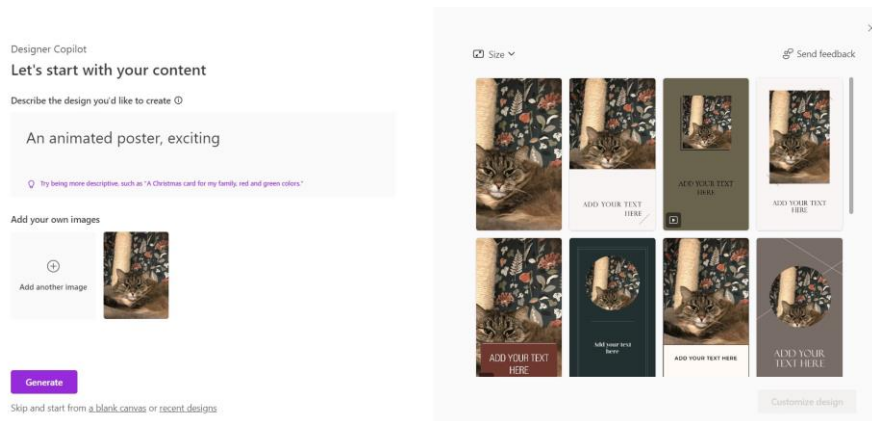 Designer Copilot
Let's start with your content
Describe the design you'd like to create
An animated poster, exciting
Try being more descriptive, such as "A Christmas card for my family, red and green colors."
Add your own images
Add another image
Generate
Skip and start from a blank canvas or recent designs
Size
Send feedback
ADD YOUR TEXT
HERE
ADD YOUR TEXT
HERE
ADD YOUR TEXT
HERE
ADD YOUR TEXT
HERE
Add your text
here
ADD YOUR TEXT HERE
ADD YOUR
TEXT HERE
Customize design